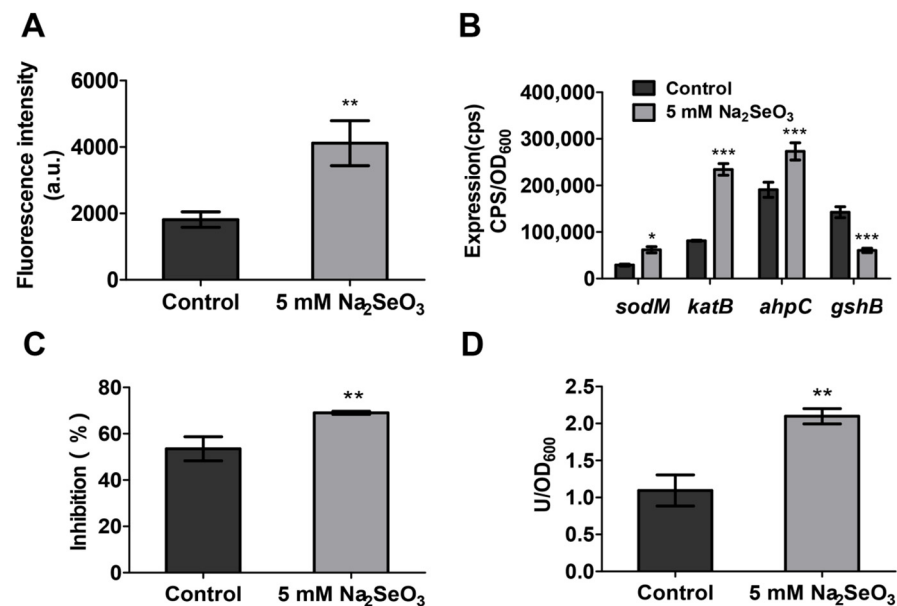 A
Fluorescence intensity
(a.u.)
6000
4000
2000
0
**
Control
5 mM Na₂SeO₃
B
Expression(cps)
CPS/OD₆₀₀
400,000
300,000
200,000
100,000
0
Control
5 mM Na₂SeO₃
*
***
***
***
sodM
katB
ahpC
gshB
C
Inhibition ( % )
80
60
40
20
0
**
Control
5 mM Na₂SeO₃
D
U/OD₆₀₀
2.5
2.0
1.5
1.0
0.5
0.0
**
Control
5 mM Na₂SeO₃